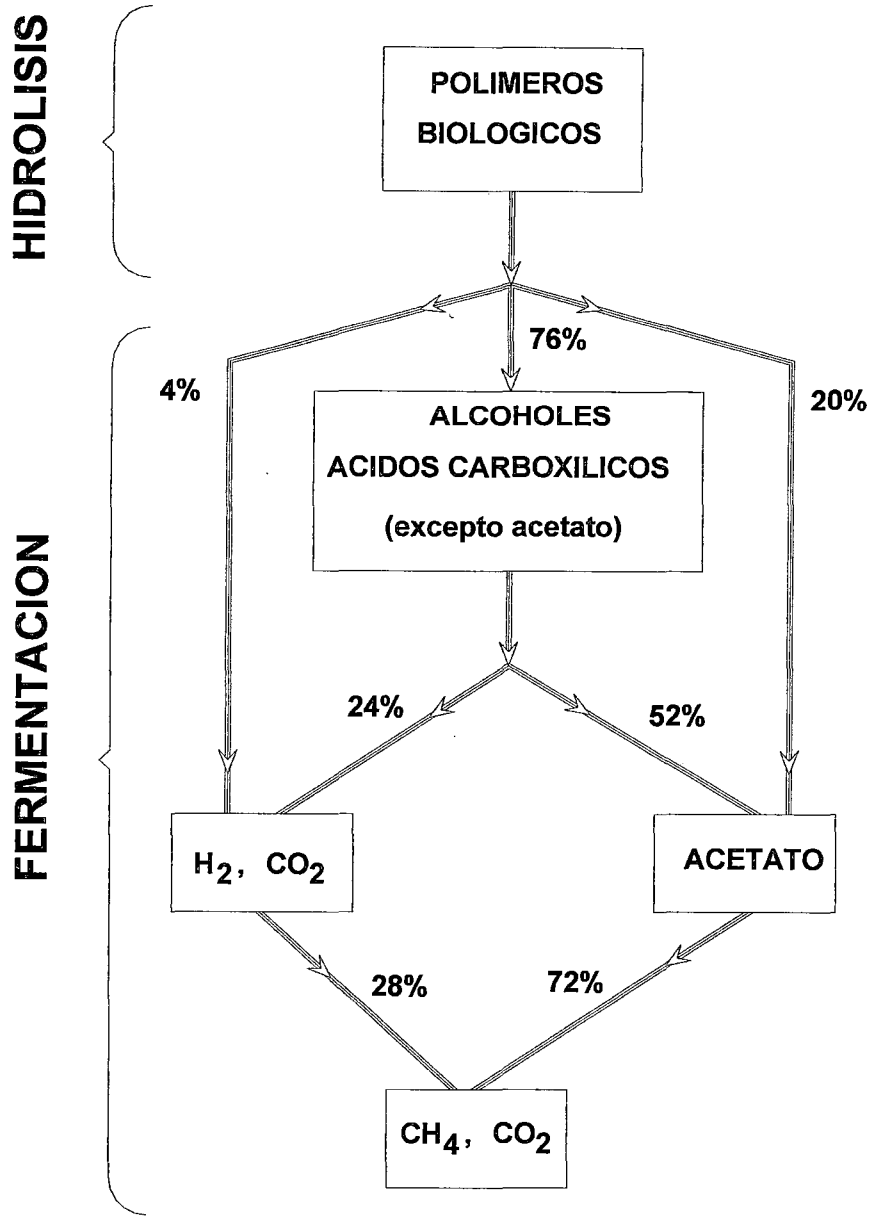 HIDROLISIS
POLIMEROS
BIOLOGICOS
4%
76%
20%
ALCOHOLES
ACIDOS CARBOXILICOS
(excepto acetato)
FERMENTACION
24%
52%
H2, CO2
ACETATO
28%
72%
CH4, CO2